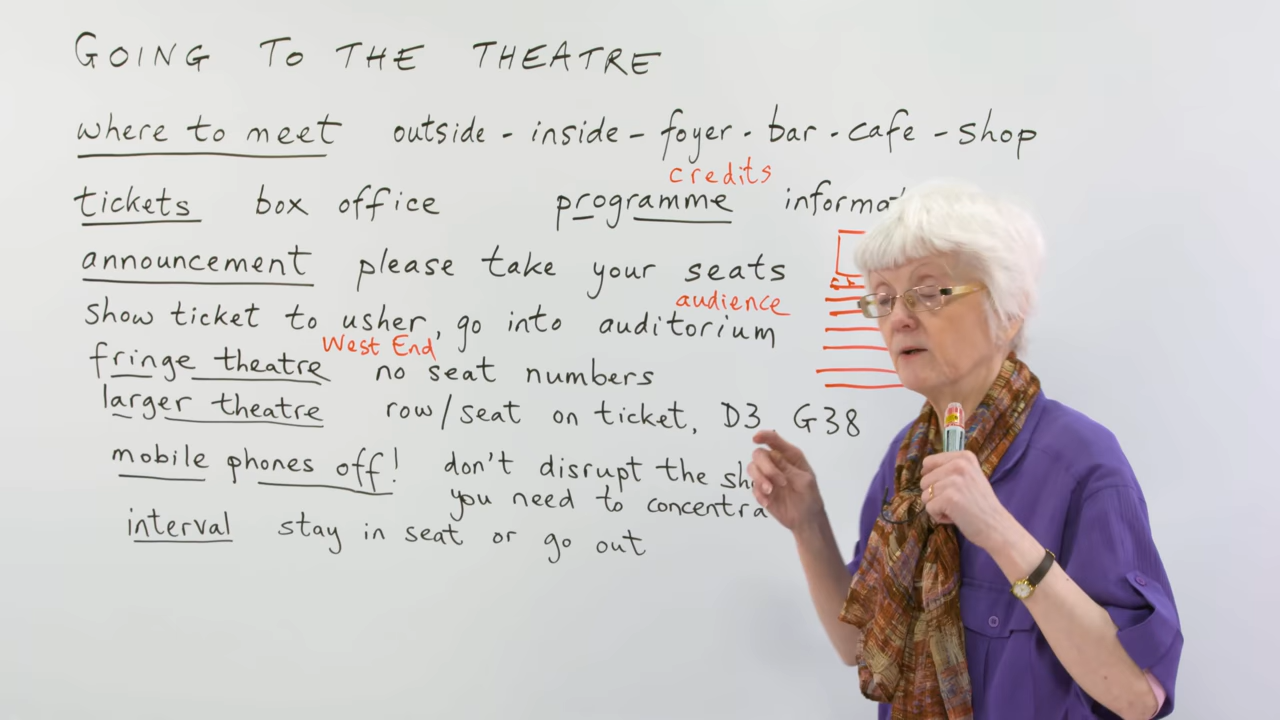 GOING TO THE THEATRE
where to meet outside - inside - foyer - bar - cafe - shop
credits
tickets box office programme
announcement please take your seats
audience
show ticket to usher, go into auditorium
West End
fringe theatre no seat numbers
larger theatre row/seat on ticket, D3, G38
mobile phones off! don't disrupt the
you need to
interval stay in seat or go out